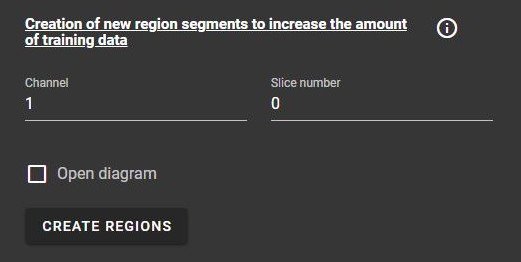 Creation of new region segments to increase the amount
of training data
Channel
Slice number
1
0
Open diagram
CREATE REGIONS